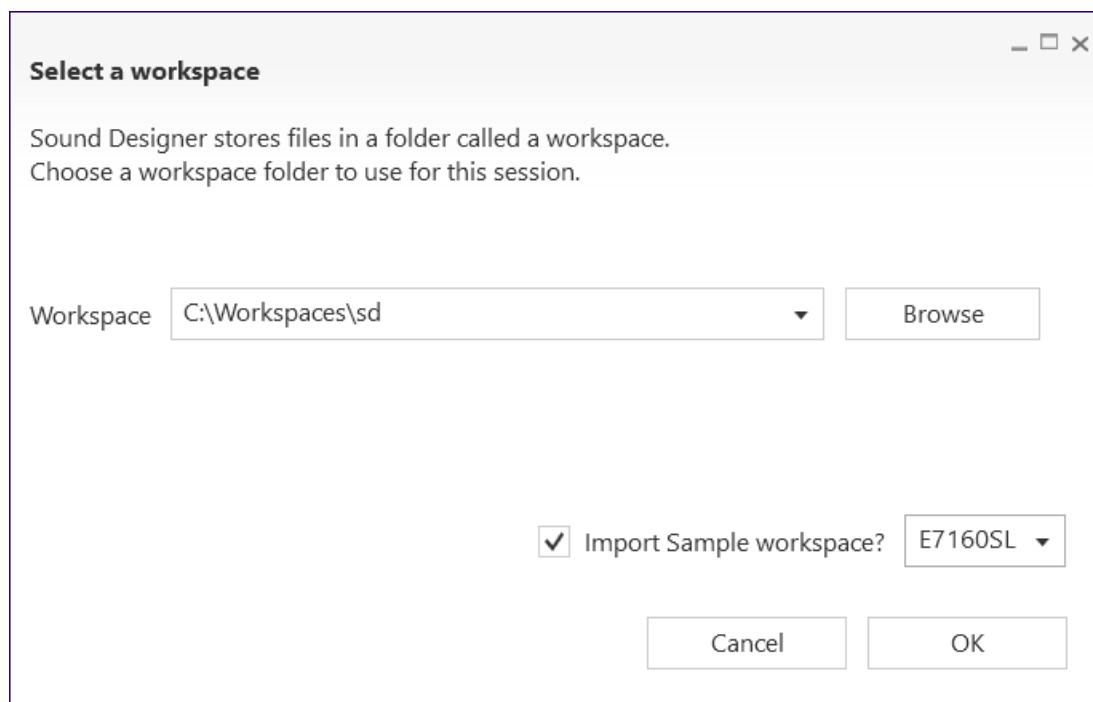 Select a workspace
Sound Designer stores files in a folder called a workspace.
Choose a workspace folder to use for this session.
Workspace C:\Workspaces\sd Browse
Import Sample workspace? E7160SL
Cancel OK